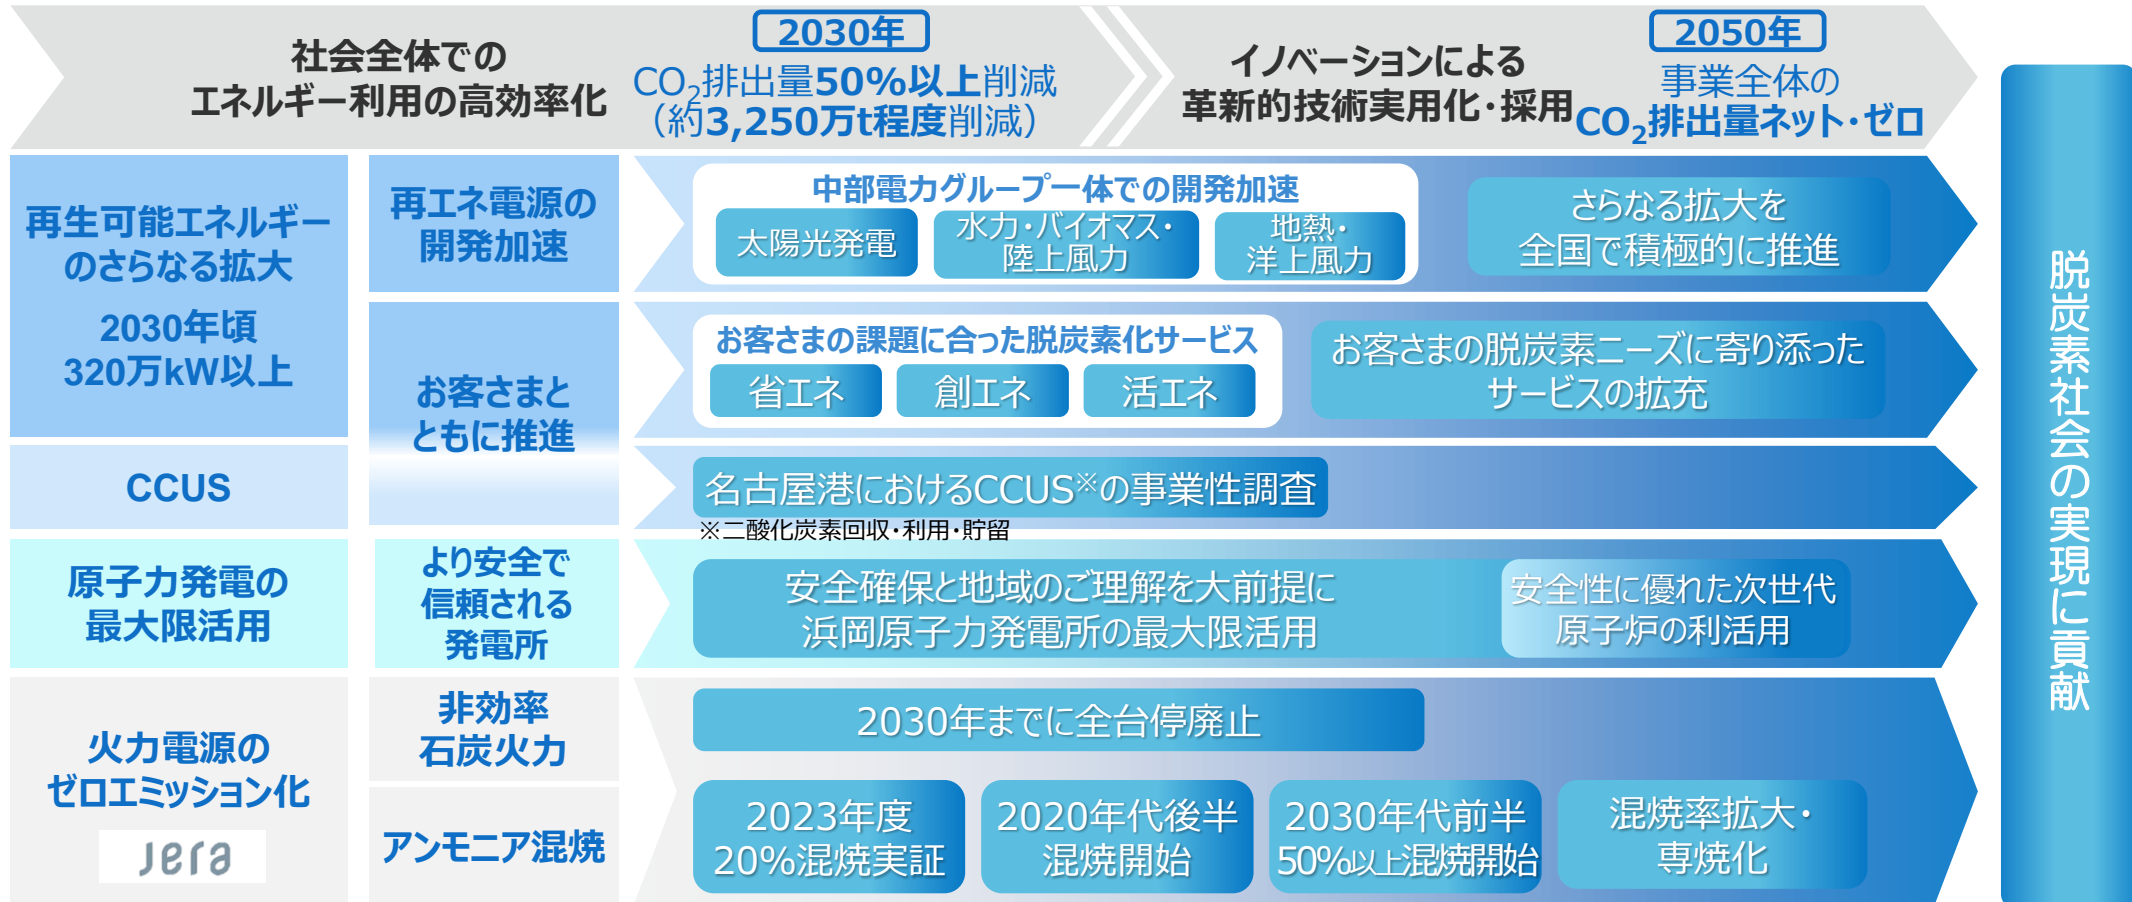 社会全体での
エネルギー利用の高効率化
2030年
CO2排出量50%以上削減
（約3,250万t程度削減）
イノベーションによる
革新的技術実用化・採用
2050年
事業全体の
CO2排出量ネット・ゼロ
再生可能エネルギー
のさらなる拡大
2030年頃
320万kW以上
再エネ電源の
開発加速
中部電力グループ一体での開発加速
太陽光発電
水力・バイオマス・
陸上風力
地熱・
洋上風力
さらなる拡大を
全国で積極的に推進
お客さまと
ともに推進
お客さまの課題に合った脱炭素化サービス
省エネ
創エネ
活エネ
お客さまの脱炭素ニーズに寄り添った
サービスの拡充
CCUS
名古屋港におけるCCUS※の事業性調査
※二酸化炭素回収・利用・貯留
原子力発電の
最大限活用
より安全で
信頼される
発電所
安全確保と地域のご理解を大前提に
浜岡原子力発電所の最大限活用
安全性に優れた次世代
原子炉の利活用
火力電源の
ゼロエミッション化
Jera
非効率
石炭火力
2030年までに全台停廃止
アンモニア混焼
2023年度
20%混焼実証
2020年代後半
混焼開始
2030年代前半
50%以上混焼開始
混焼率拡大・
専焼化
脱炭素社会の実現に貢献